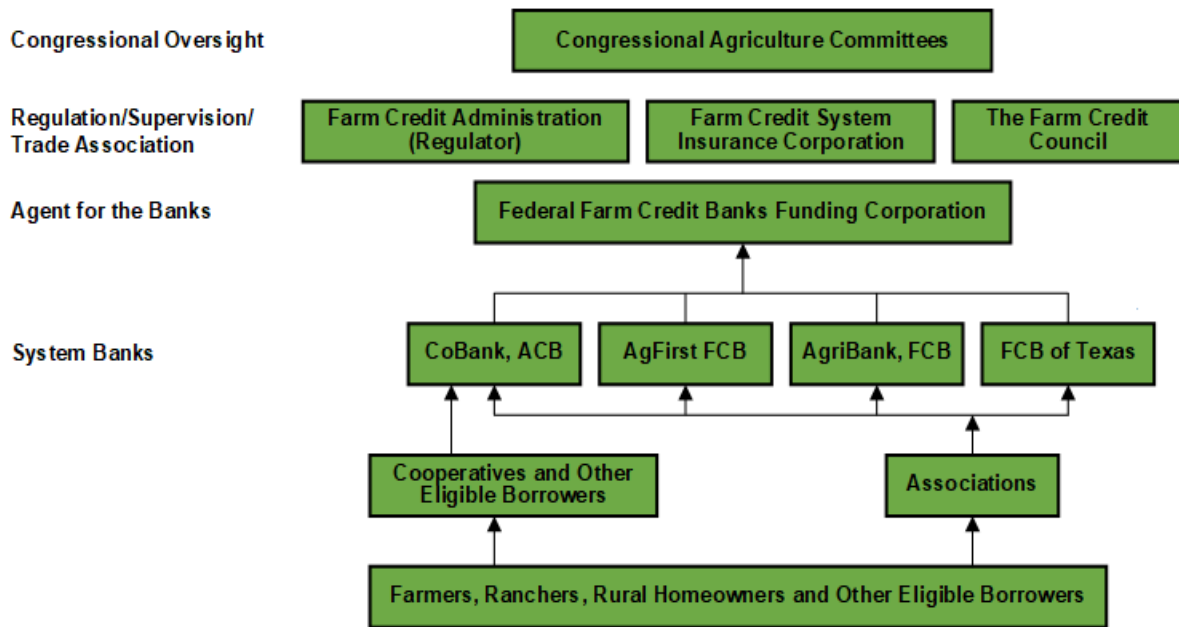 Congressional Oversight
Congressional Agriculture Committees
Regulation/Supervision/
Trade Association
Farm Credit Administration
(Regulator)
Farm Credit System
Insurance Corporation
The Farm Credit
Council
Agent for the Banks
Federal Farm Credit Banks Funding Corporation
System Banks
CoBank, ACB
AgFirst FCB
AgriBank, FCB
FCB of Texas
Cooperatives and Other
Eligible Borrowers
Associations
Farmers, Ranchers, Rural Homeowners and Other Eligible Borrowers